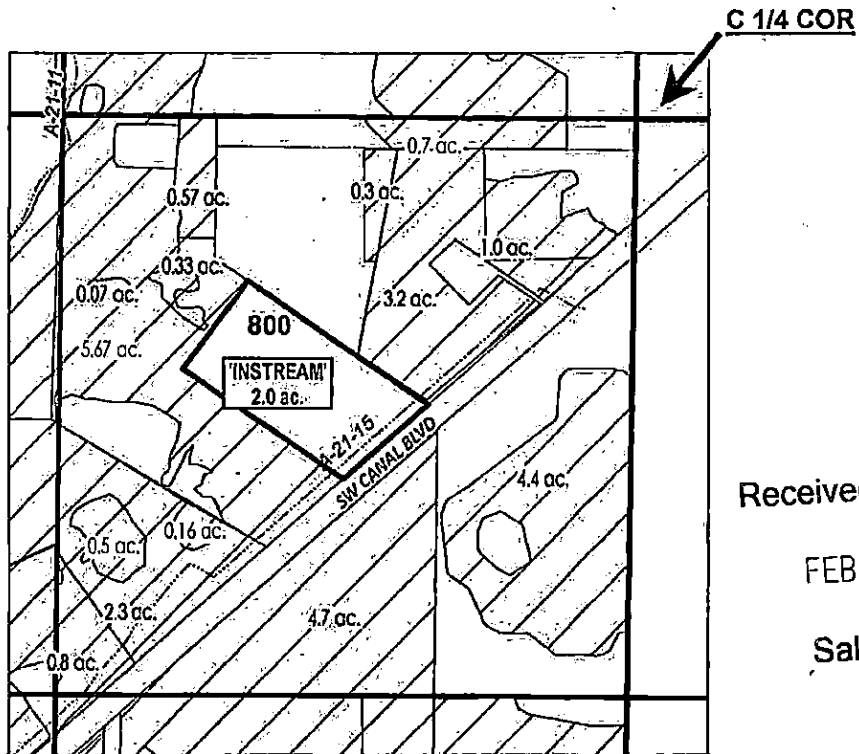 C 1/4 COR
A-21-11
0.7 ac.
0.57 ac.
0.3 ac.
1.0 ac.
0.33 ac.
0.07 ac.
3.2 ac.
800
5.67 ac.
'INSTREAM'
2.0 ac.
A-21-15
SW CANAL BLVD
4.4 ac.
0.5 ac.
0.16 ac.
2.3 ac.
4.7 ac.
0.8 ac.
Receive
FEB
Sal